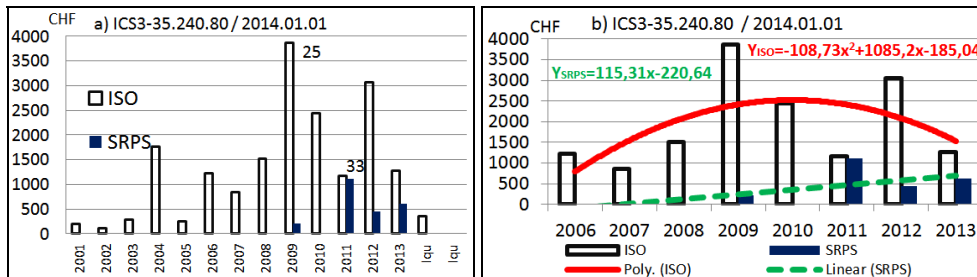 CHF
a) ICS3-35.240.80 / 2014.01.01
4000
3500
3000
2500
2000
1500
1000
500
0
25
ISO
SRPS
33
2001
2002
2003
2004
2005
2006
2007
2008
2009
2010
2011
2012
2013
Iqu
Iqu
CHF
b) ICS3-35.240.80 / 2014.01.01
4000
3500
3000
2500
2000
1500
1000
500
0
YISO=-108,73x²+1085,2x-185,04
YSRPS=115,31x-220,64
2006 2007 2008 2009 2010 2011 2012 2013
ISO
SRPS
Poly. (ISO)
Linear (SRPS)